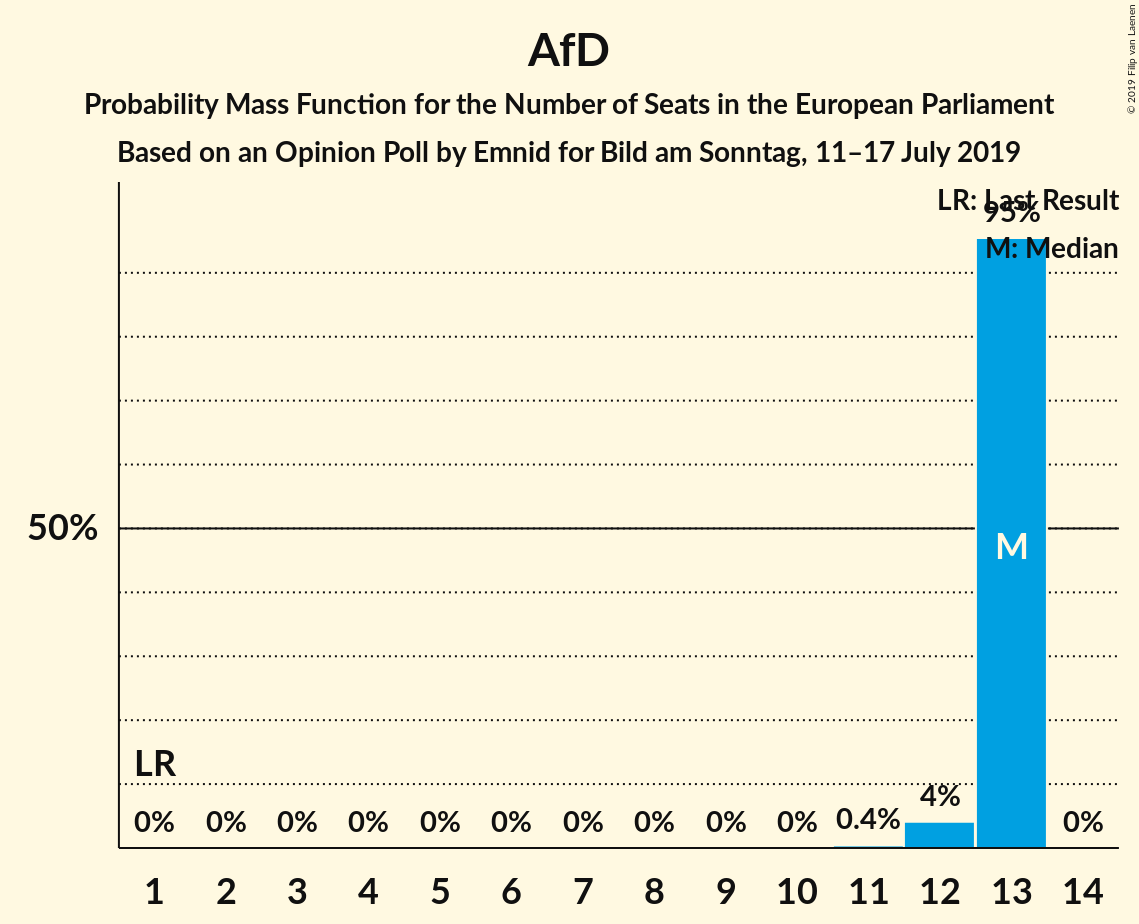 AfD
Probability Mass Function for the Number of Seats in the European Parliament
Based on an Opinion Poll by Emnid for Bild am Sonntag, 11–17 July 2019
© 2019 Filip van Laenen
LR: Last Result
95%
M: Median
50%
M
LR
0% 0% 0% 0% 0% 0% 0% 0% 0% 0% 0.4% 4% 0%
1 2 3 4 5 6 7 8 9 10 11 12 13 14